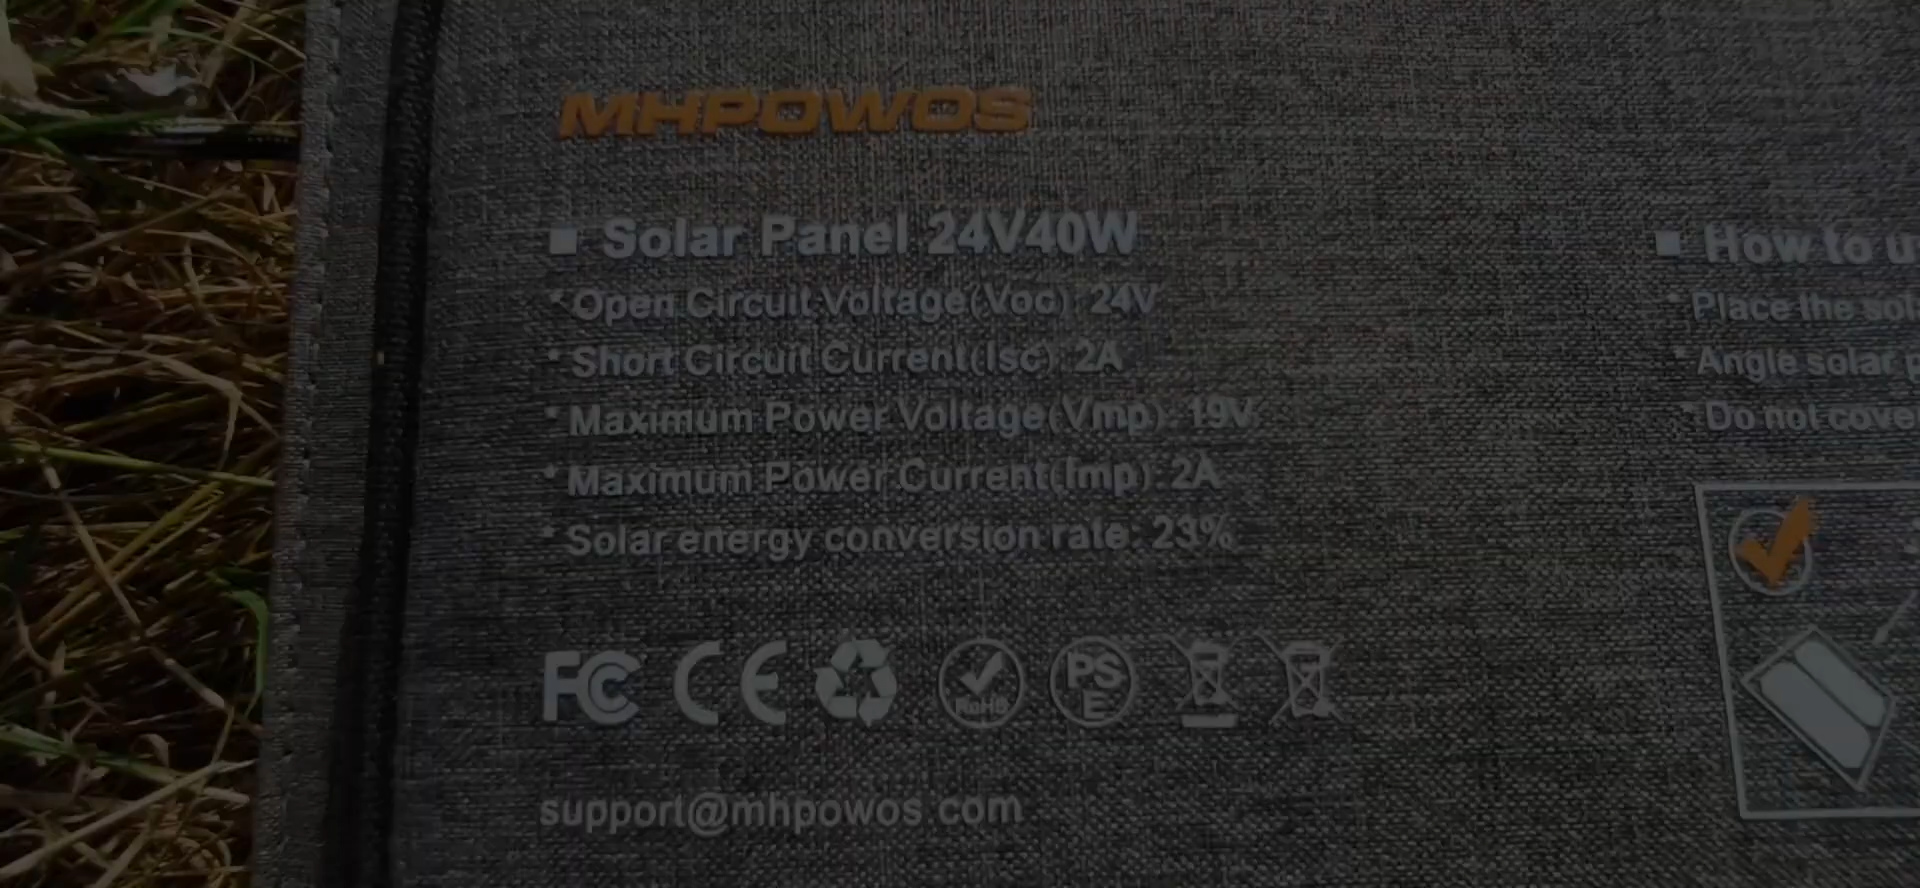 MHPOWOS
■ Solar Panel 24V40W
* Open Circuit Voltage(Voc): 24V
* Short Circuit Current(Isc): 2A
* Maximum Power Voltage(Vmp): 19V
* Maximum Power Current(Imp): 2A
* Solar energy conversion rate: 23%
FC CE RoHS PS E
support@mhpowos.com
■ How to u
* Place the sola
* Angle solar p
* Do not cove